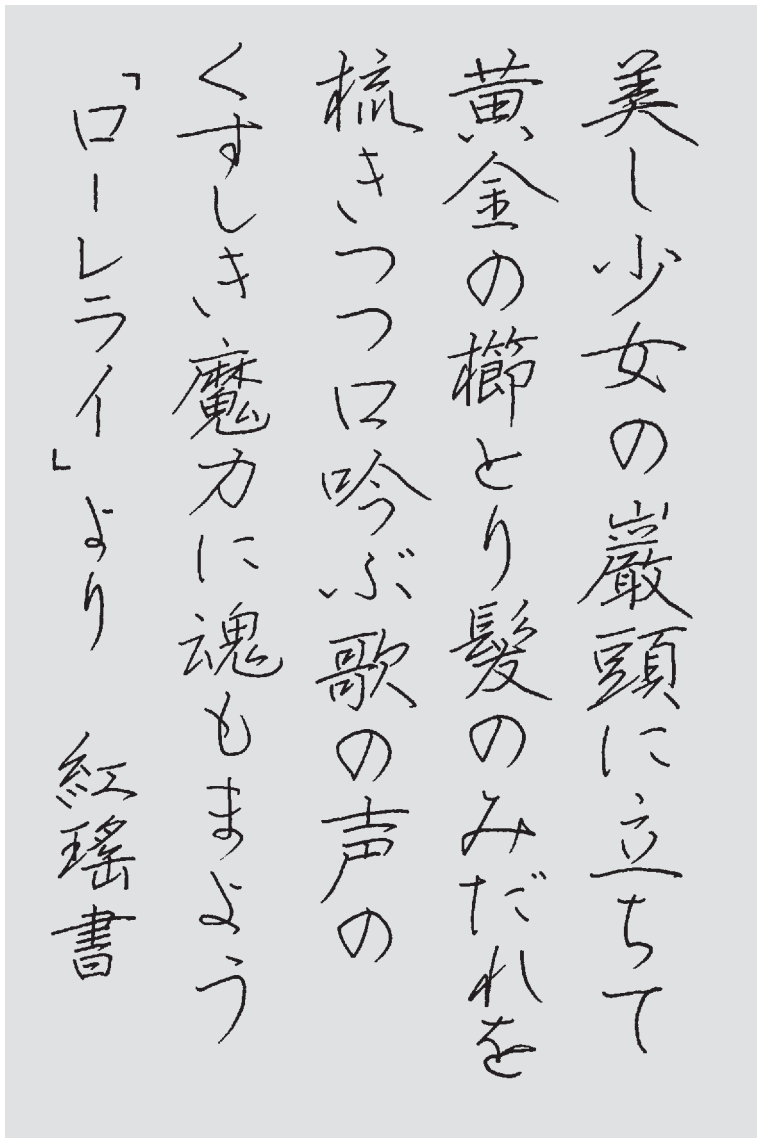 美し少女の巖頭に立ちて
黄金の櫛とり髪のみだれを
梳きつつ口吟ぶ歌の声の
くすしき魔力に魂もまよう
「ローレライ」より 紅瑤書